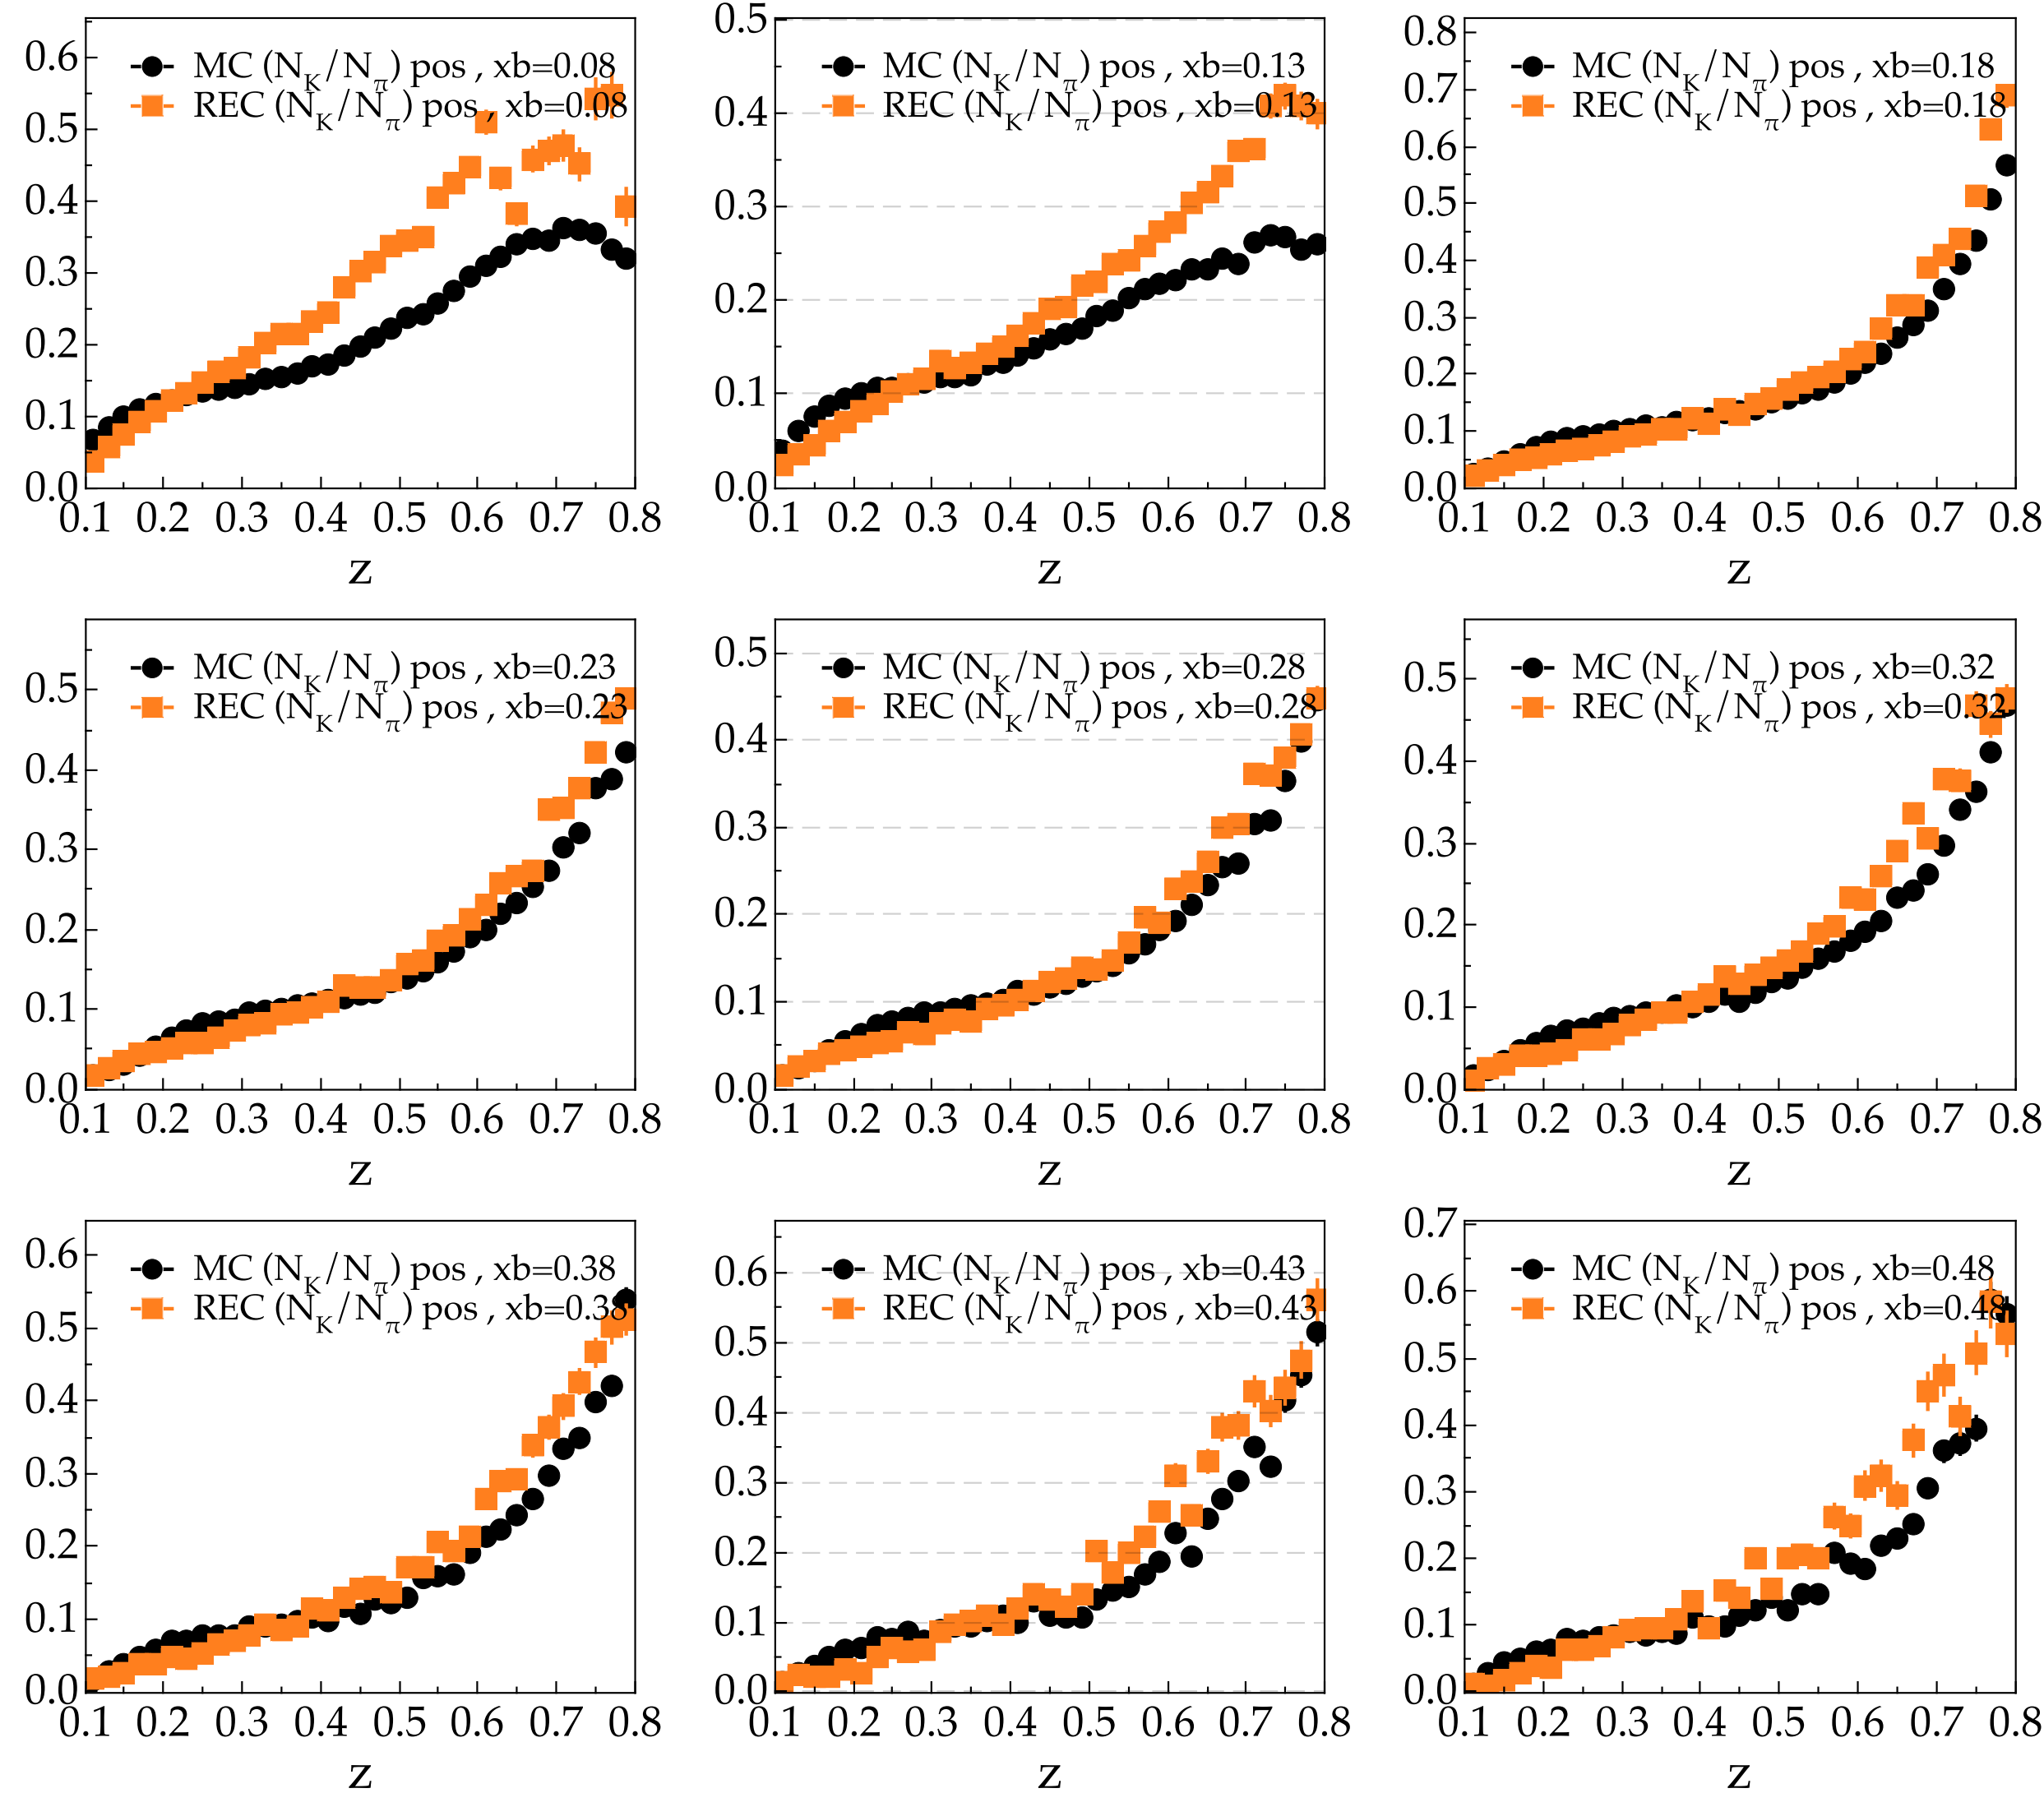 0.6
0.5
0.4
0.3
0.2
0.1
0.0
MC (N_K/N_π) pos , xb=0.08
REC (N_K/N_π) pos , xb=0.08
0.1 0.2 0.3 0.4 0.5 0.6 0.7 0.8
z
0.5
0.4
0.3
0.2
0.1
0.0
MC (N_K/N_π) pos , xb=0.13
REC (N_K/N_π) pos , xb=0.13
0.1 0.2 0.3 0.4 0.5 0.6 0.7 0.8
z
0.8
0.7
0.6
0.5
0.4
0.3
0.2
0.1
0.0
MC (N_K/N_π) pos , xb=0.18
REC (N_K/N_π) pos , xb=0.18
0.1 0.2 0.3 0.4 0.5 0.6 0.7 0.8
z
0.5
0.4
0.3
0.2
0.1
0.0
MC (N_K/N_π) pos , xb=0.23
REC (N_K/N_π) pos , xb=0.23
0.1 0.2 0.3 0.4 0.5 0.6 0.7 0.8
z
0.5
0.4
0.3
0.2
0.1
0.0
MC (N_K/N_π) pos , xb=0.28
REC (N_K/N_π) pos , xb=0.28
0.1 0.2 0.3 0.4 0.5 0.6 0.7 0.8
z
0.5
0.4
0.3
0.2
0.1
0.0
MC (N_K/N_π) pos , xb=0.32
REC (N_K/N_π) pos , xb=0.32
0.1 0.2 0.3 0.4 0.5 0.6 0.7 0.8
z
0.6
0.5
0.4
0.3
0.2
0.1
0.0
MC (N_K/N_π) pos , xb=0.38
REC (N_K/N_π) pos , xb=0.38
0.1 0.2 0.3 0.4 0.5 0.6 0.7 0.8
z
0.6
0.5
0.4
0.3
0.2
0.1
0.0
MC (N_K/N_π) pos , xb=0.43
REC (N_K/N_π) pos , xb=0.43
0.1 0.2 0.3 0.4 0.5 0.6 0.7 0.8
z
0.7
0.6
0.5
0.4
0.3
0.2
0.1
0.0
MC (N_K/N_π) pos , xb=0.48
REC (N_K/N_π) pos , xb=0.48
0.1 0.2 0.3 0.4 0.5 0.6 0.7 0.8
z